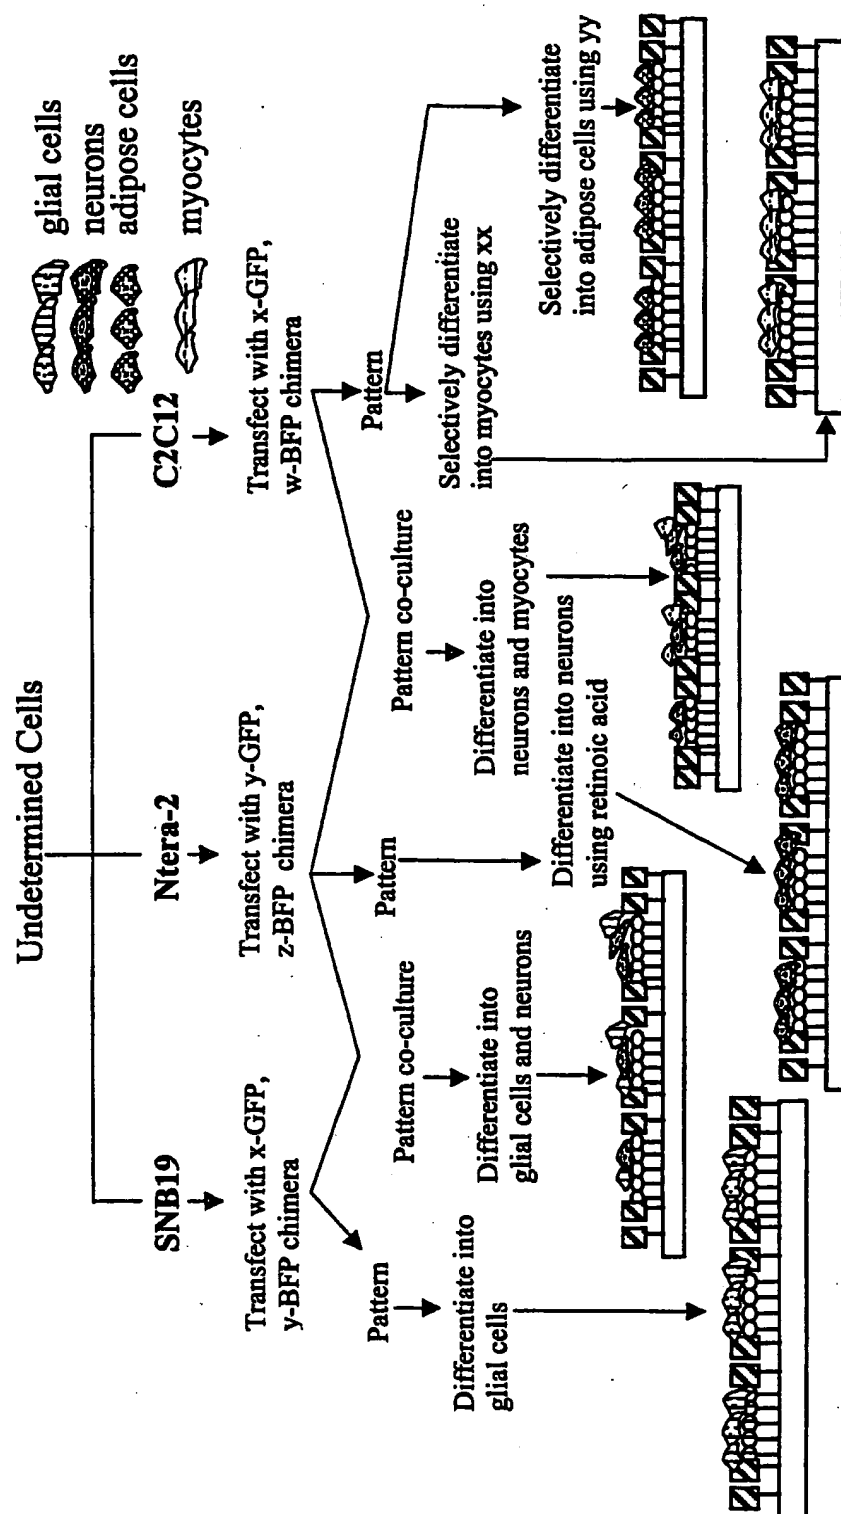 Undetermined Cells
glial cells
neurons
adipose cells
myocytes
SNB19
Ntera-2
C2C12
Transfect with x-GFP,
y-BFP chimera
Transfect with y-GFP,
z-BFP chimera
Transfect with x-GFP,
w-BFP chimera
Pattern
Differentiate into
glial cells
Pattern co-culture
Differentiate into
glial cells and neurons
Pattern
Differentiate into neurons
using retinoic acid
Pattern co-culture
Differentiate into
neurons and myocytes
Pattern
Selectively differentiate
into myocytes using xx
Selectively differentiate
into adipose cells using yy